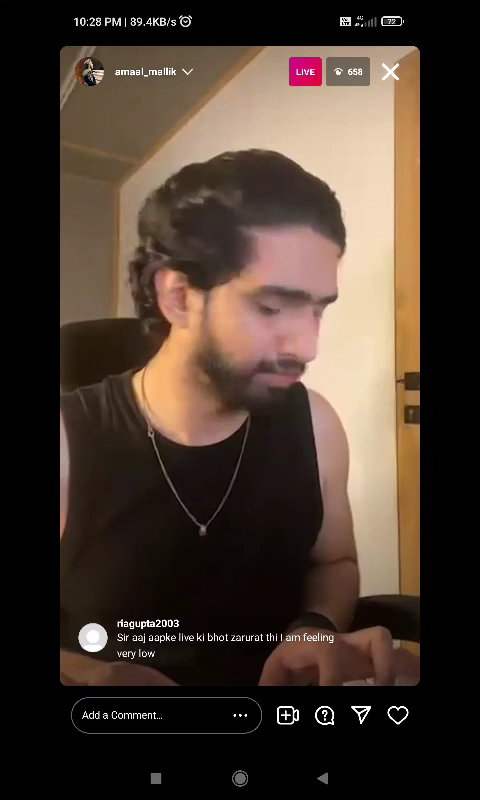 10:28 PM | 89.4KB/s
4G
72
amaal_mallik
LIVE
658
riagupta2003
Sir aaj aapke live ki bhot zarurat thi I am feeling
very low
Add a Comment...